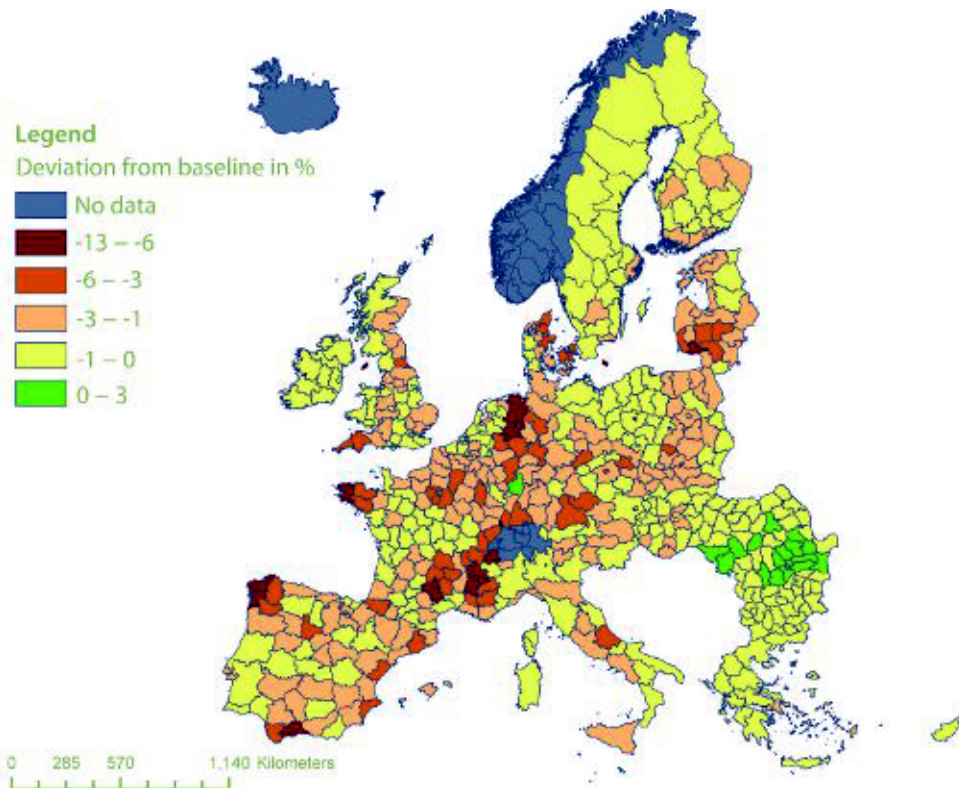 Legend
Deviation from baseline in %
No data
-13 – -6
-6 – -3
-3 – -1
-1 – 0
0 – 3
0 285 570 1.140 Kilometers